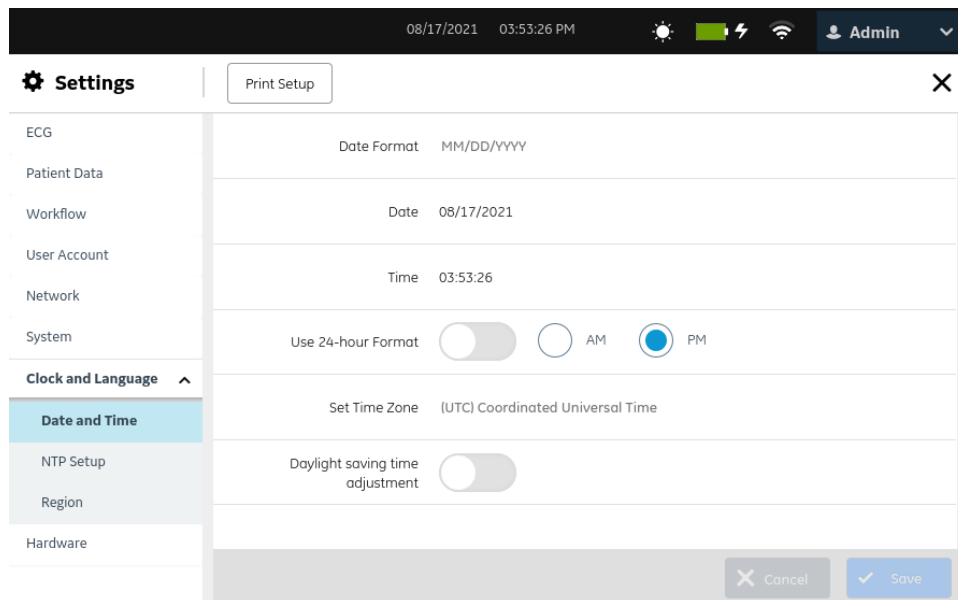 08/17/2021 03:53:26 PM Admin
Settings Print Setup
ECG
Patient Data
Workflow
User Account
Network
System
Clock and Language
Date and Time
NTP Setup
Region
Hardware
Date Format MM/DD/YYYY
Date 08/17/2021
Time 03:53:26
Use 24-hour Format AM PM
Set Time Zone (UTC) Coordinated Universal Time
Daylight saving time
adjustment
Cancel Save